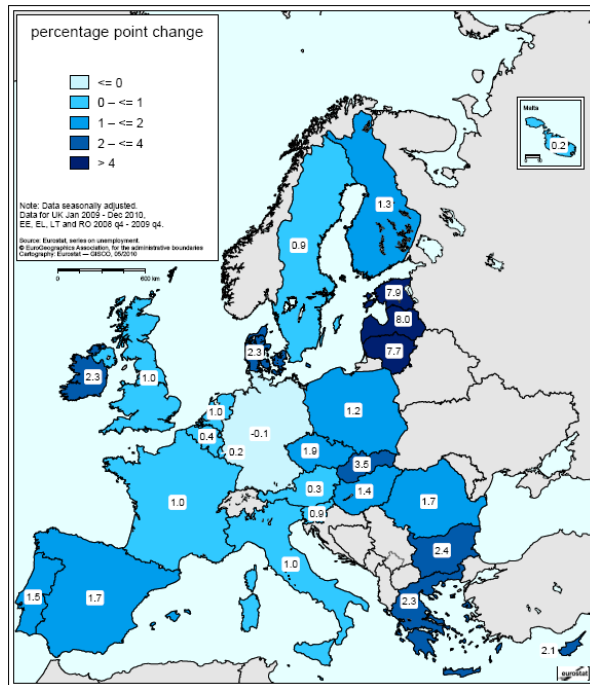 percentage point change
<= 0
0 – <= 1
1 – <= 2
2 – <= 4
> 4
Note: Data seasonally adjusted.
Data for UK Jan 2009 - Dec 2010,
EE, EL, LT and RO 2008 q4 - 2009 q4.
Source: Eurostat, series on unemployment.
© EuroGeographics Association, for the administrative boundaries
Cartography: Eurostat — GISCO, 05/2010
0
600 km
Malta
0.2
1.3
0.9
7.9
8.0
7.7
2.3
2.3
1.0
1.0
1.2
0.4
0.2
-0.1
1.9
3.5
0.3
1.4
1.0
0.9
1.7
1.0
2.4
1.5
1.7
2.3
2.1
eurostat